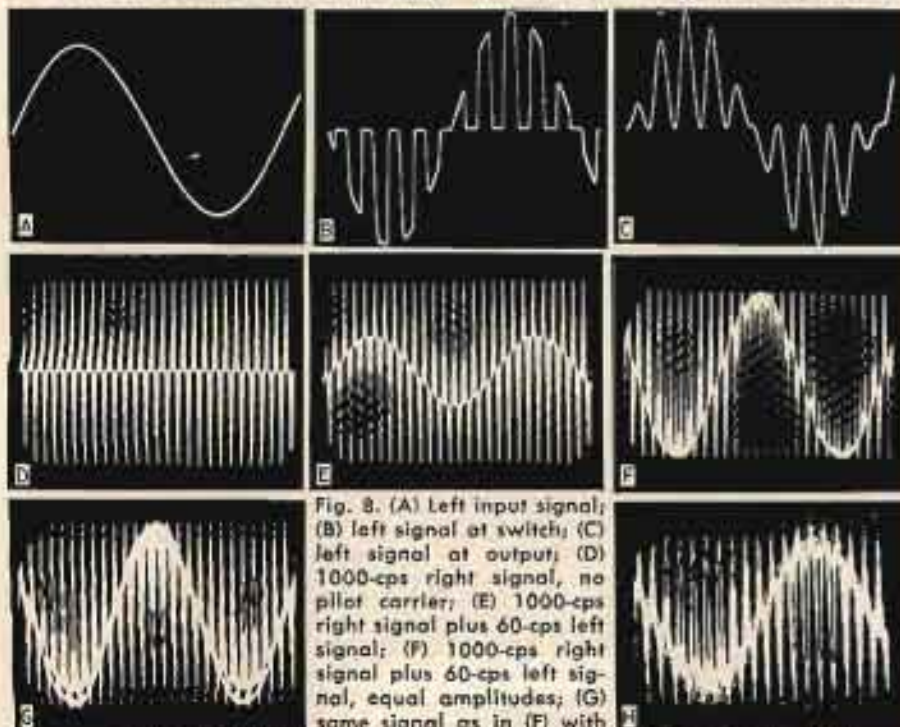 A
B
C
D
E
F
G
Fig. 8. (A) Left input signal;
(B) left signal at switch; (C)
left signal at output; (D)
1000-cps right signal, no
pilot carrier; (E) 1000-cps
right signal plus 60-cps left
signal; (F) 1000-cps right
signal plus 60-cps left sig-
nal, equal amplitudes; (G)
same signal as in (F) with
H